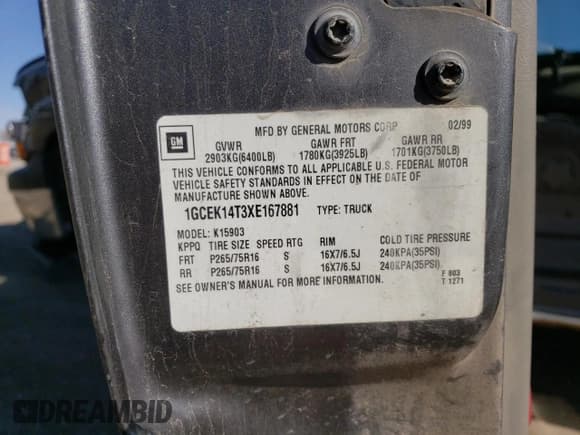 GM
MFD BY GENERAL MOTORS CORP 02/99
GVWR GAWR FRT GAWR RR
2903KG(6400LB) 1780KG(3925LB) 1701KG(3750LB)
THIS VEHICLE CONFORMS TO ALL APPLICABLE U.S. FEDERAL MOTOR
VEHICLE SAFETY STANDARDS IN EFFECT ON THE DATE OF
MANUFACTURE SHOWN ABOVE.
1GCEK14T3XE167881 TYPE: TRUCK
MODEL: K15903
KPPQ TIRE SIZE SPEED RTG RIM COLD TIRE PRESSURE
FRT P265/75R16 S 16X7/6.5J 240KPA(35PSI)
RR P265/75R16 S 16X7/6.5J 240KPA(35PSI)
SEE OWNER'S MANUAL FOR MORE INFORMATION.
F 803
T 1271
DREAMBID